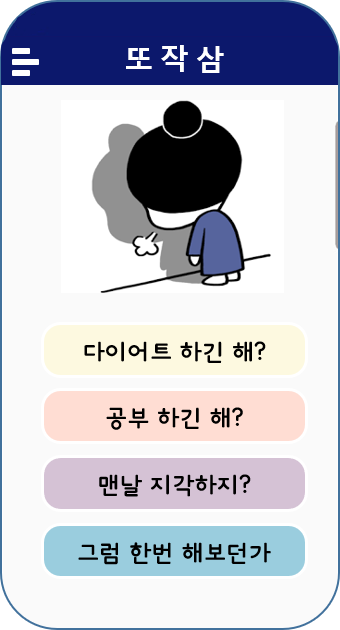 또 작 삼
다이어트 하긴 해?
공부 하긴 해?
맨날 지각하지?
그럼 한번 해보던가